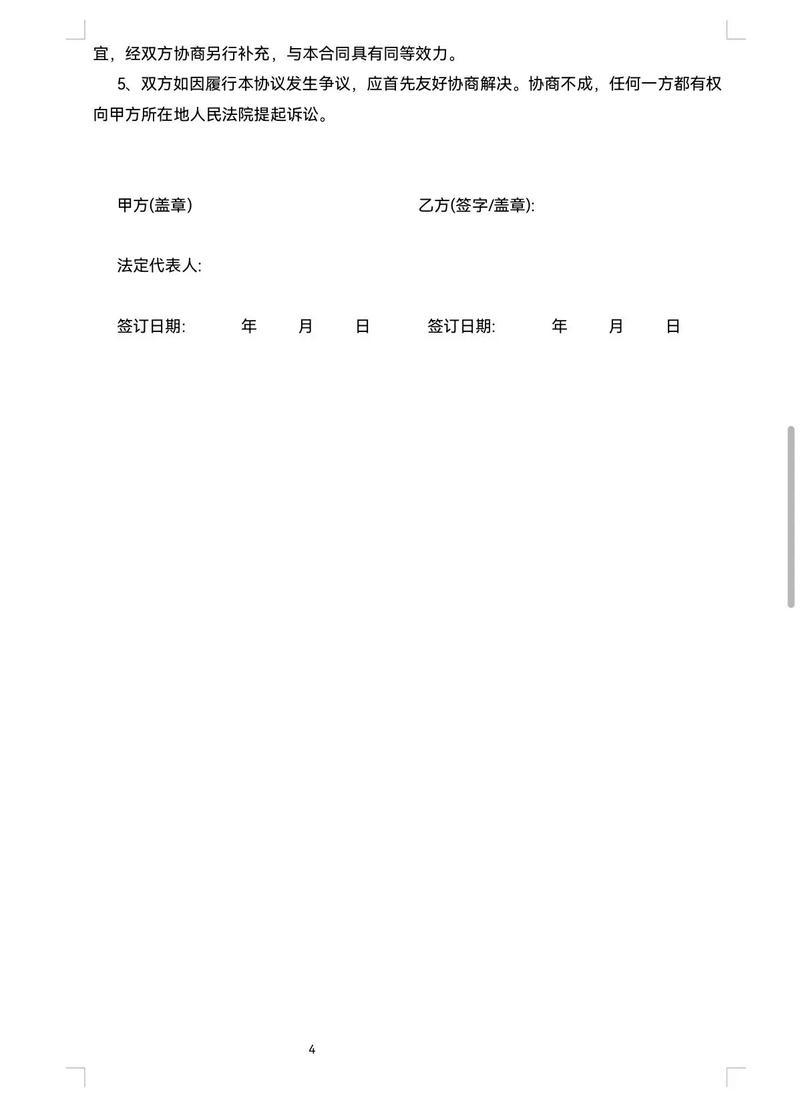 宜，经双方协商另行补充，与本合同具有同等效力。
5、双方如因履行本协议发生争议，应首先友好协商解决。协商不成，任何一方都有权
向甲方所在地人民法院提起诉讼。
甲方(盖章) 乙方(签字/盖章):
法定代表人:
签订日期: 年 月 日 签订日期: 年 月 日
4